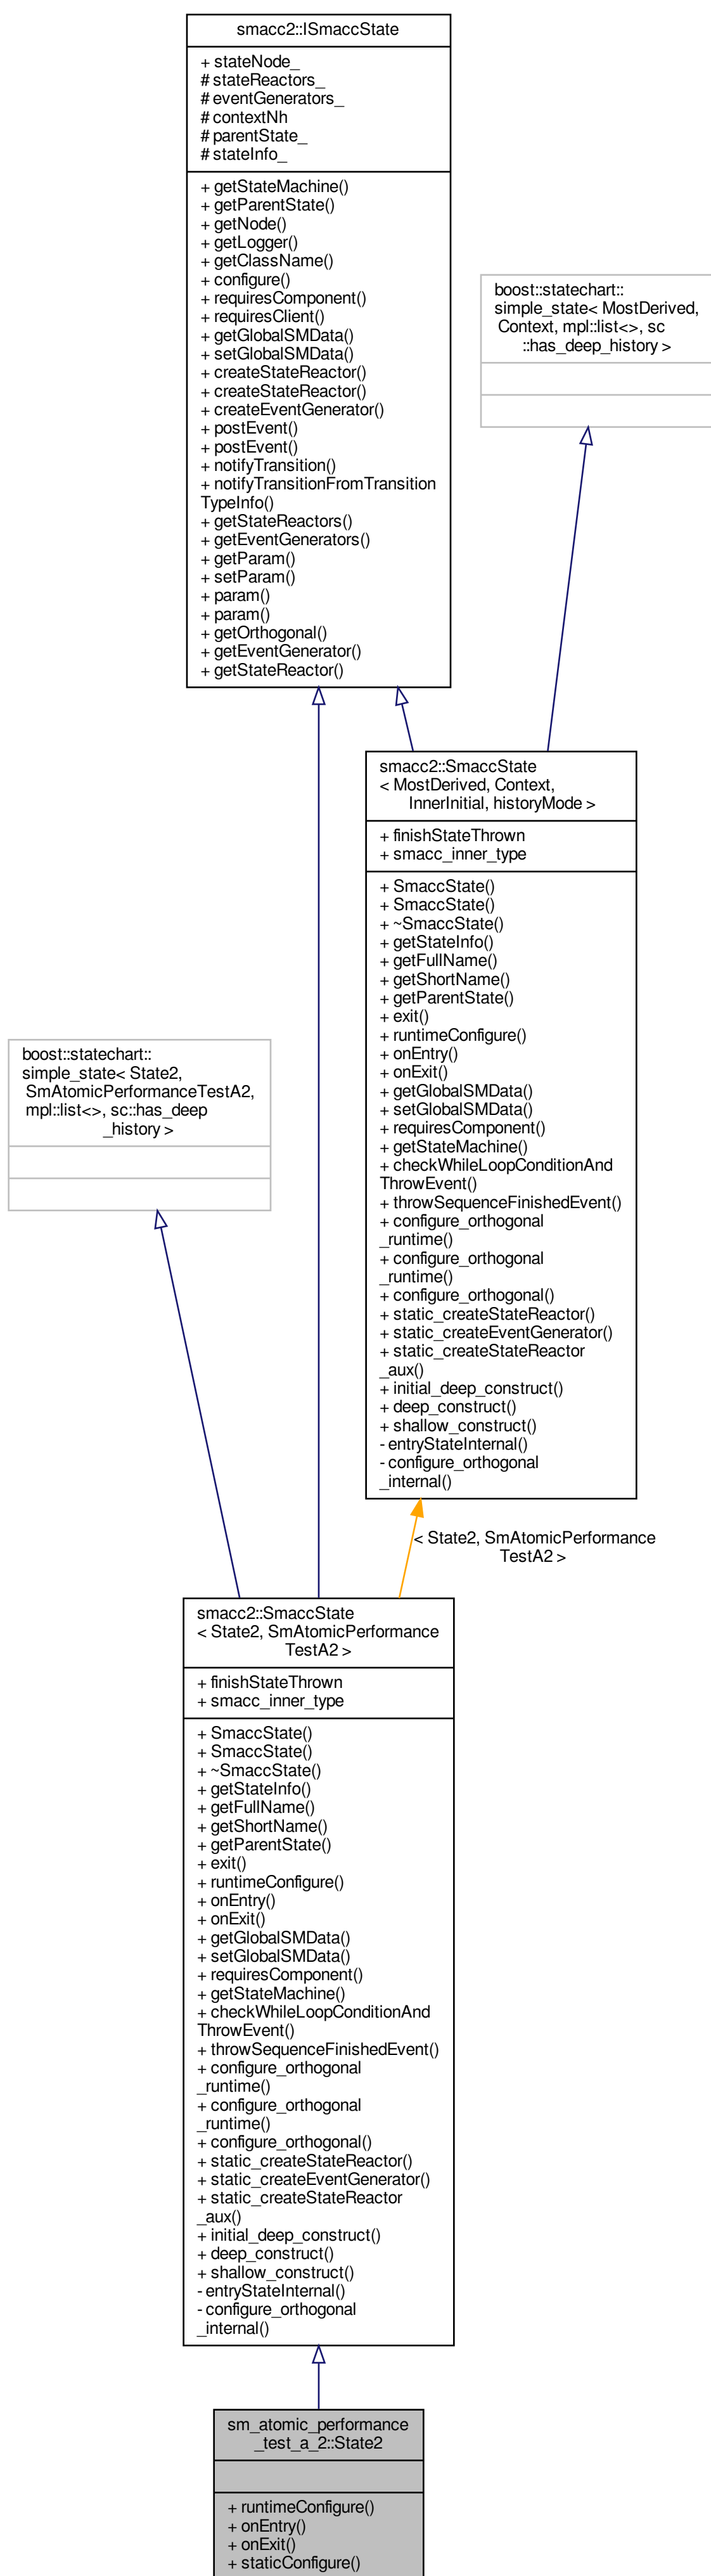 smacc2::ISmaccState
+ stateNode_
# stateReactors_
# eventGenerators_
# contextNh
# parentState_
# stateInfo_
+ getStateMachine()
+ getParentState()
+ getNode()
+ getLogger()
+ getClassName()
+ configure()
+ requiresComponent()
+ requiresClient()
+ getGlobalSMData()
+ setGlobalSMData()
+ createStateReactor()
+ createStateReactor()
+ createEventGenerator()
+ postEvent()
+ postEvent()
+ notifyTransition()
+ notifyTransitionFromTransition
TypeInfo()
+ getStateReactors()
+ getEventGenerators()
+ getParam()
+ setParam()
+ param()
+ param()
+ getOrthogonal()
+ getEventGenerator()
+ getStateReactor()
boost::statechart::
simple_state< MostDerived,
Context, mpl::list<>, sc
::has_deep_history >
smacc2::SmaccState
< MostDerived, Context,
InnerInitial, historyMode >
+ finishStateThrown
+ smacc_inner_type
+ SmaccState()
+ SmaccState()
+ ~SmaccState()
+ getStateInfo()
+ getFullName()
+ getShortName()
+ getParentState()
+ exit()
+ runtimeConfigure()
+ onEntry()
+ onExit()
+ getGlobalSMData()
+ setGlobalSMData()
+ requiresComponent()
+ getStateMachine()
+ checkWhileLoopConditionAnd
ThrowEvent()
+ throwSequenceFinishedEvent()
+ configure_orthogonal
_runtime()
+ configure_orthogonal
_runtime()
+ configure_orthogonal()
+ static_createStateReactor()
+ static_createEventGenerator()
+ static_createStateReactor
_aux()
+ initial_deep_construct()
+ deep_construct()
+ shallow_construct()
- entryStateInternal()
- configure_orthogonal
_internal()
boost::statechart::
simple_state< State2,
SmAtomicPerformanceTestA2,
mpl::list<>, sc::has_deep
_history >
< State2, SmAtomicPerformance
TestA2 >
smacc2::SmaccState
< State2, SmAtomicPerformance
TestA2 >
+ finishStateThrown
+ smacc_inner_type
+ SmaccState()
+ SmaccState()
+ ~SmaccState()
+ getStateInfo()
+ getFullName()
+ getShortName()
+ getParentState()
+ exit()
+ runtimeConfigure()
+ onEntry()
+ onExit()
+ getGlobalSMData()
+ setGlobalSMData()
+ requiresComponent()
+ getStateMachine()
+ checkWhileLoopConditionAnd
ThrowEvent()
+ throwSequenceFinishedEvent()
+ configure_orthogonal
_runtime()
+ configure_orthogonal
_runtime()
+ configure_orthogonal()
+ static_createStateReactor()
+ static_createEventGenerator()
+ static_createStateReactor
_aux()
+ initial_deep_construct()
+ deep_construct()
+ shallow_construct()
- entryStateInternal()
- configure_orthogonal
_internal()
sm_atomic_performance
_test_a_2::State2
+ runtimeConfigure()
+ onEntry()
+ onExit()
+ staticConfigure()